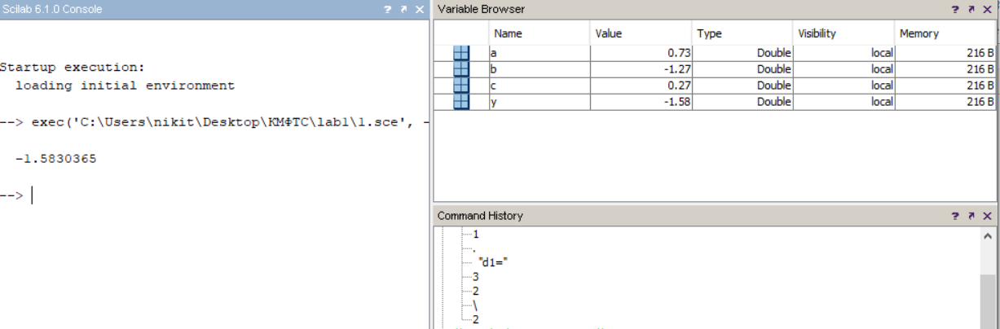 Scilab 6.1.0 Console
Startup execution:
loading initial environment
--> exec('C:\Users\nikit\Desktop\КМФТС\lab1\1.sce', -
-1.5830365
-->
Variable Browser
Name Value Type Visibility Memory
a 0.73 Double local 216 B
b -1.27 Double local 216 B
c 0.27 Double local 216 B
y -1.58 Double local 216 B
Command History
1
.
"d1="
3
2
\
2